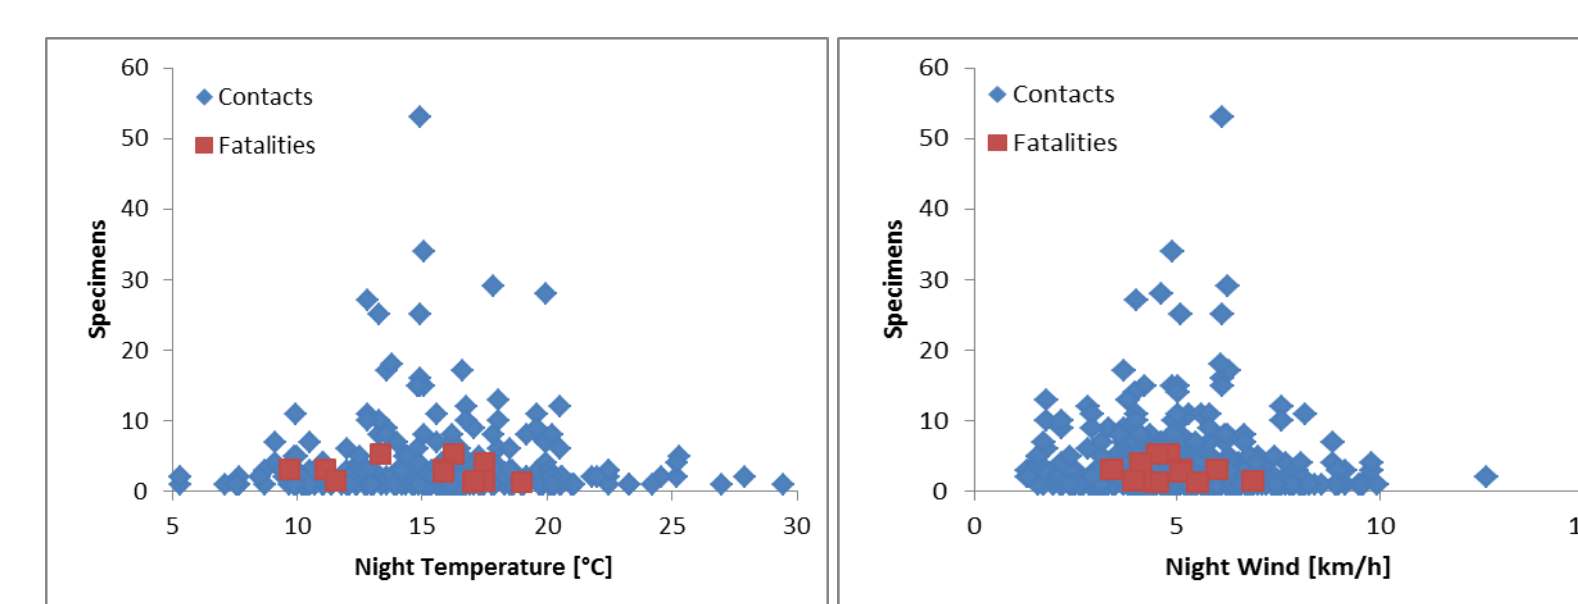 60
Contacts
50
Fatalities
40
30
20
10
0
Specimens
5 10 15 20 25 30
Night Temperature [°C]
60
Contacts
50
Fatalities
40
30
20
10
0
Specimens
0 5 10 1
Night Wind [km/h]